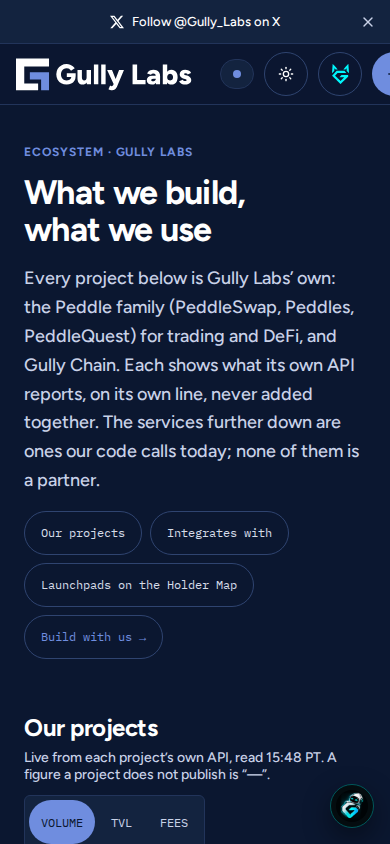 Follow @Gully_Labs on X
Gully Labs
ECOSYSTEM · GULLY LABS
What we build,
what we use
Every project below is Gully Labs’ own:
the Peddle family (PeddleSwap, Peddles,
PeddleQuest) for trading and DeFi, and
Gully Chain. Each shows what its own API
reports, on its own line, never added
together. The services further down are
ones our code calls today; none of them is
a partner.
Our projects
Integrates with
Launchpads on the Holder Map
Build with us →
Our projects
Live from each project’s own API, read 15:48 PT. A
figure a project does not publish is “—”.
VOLUME TVL FEES